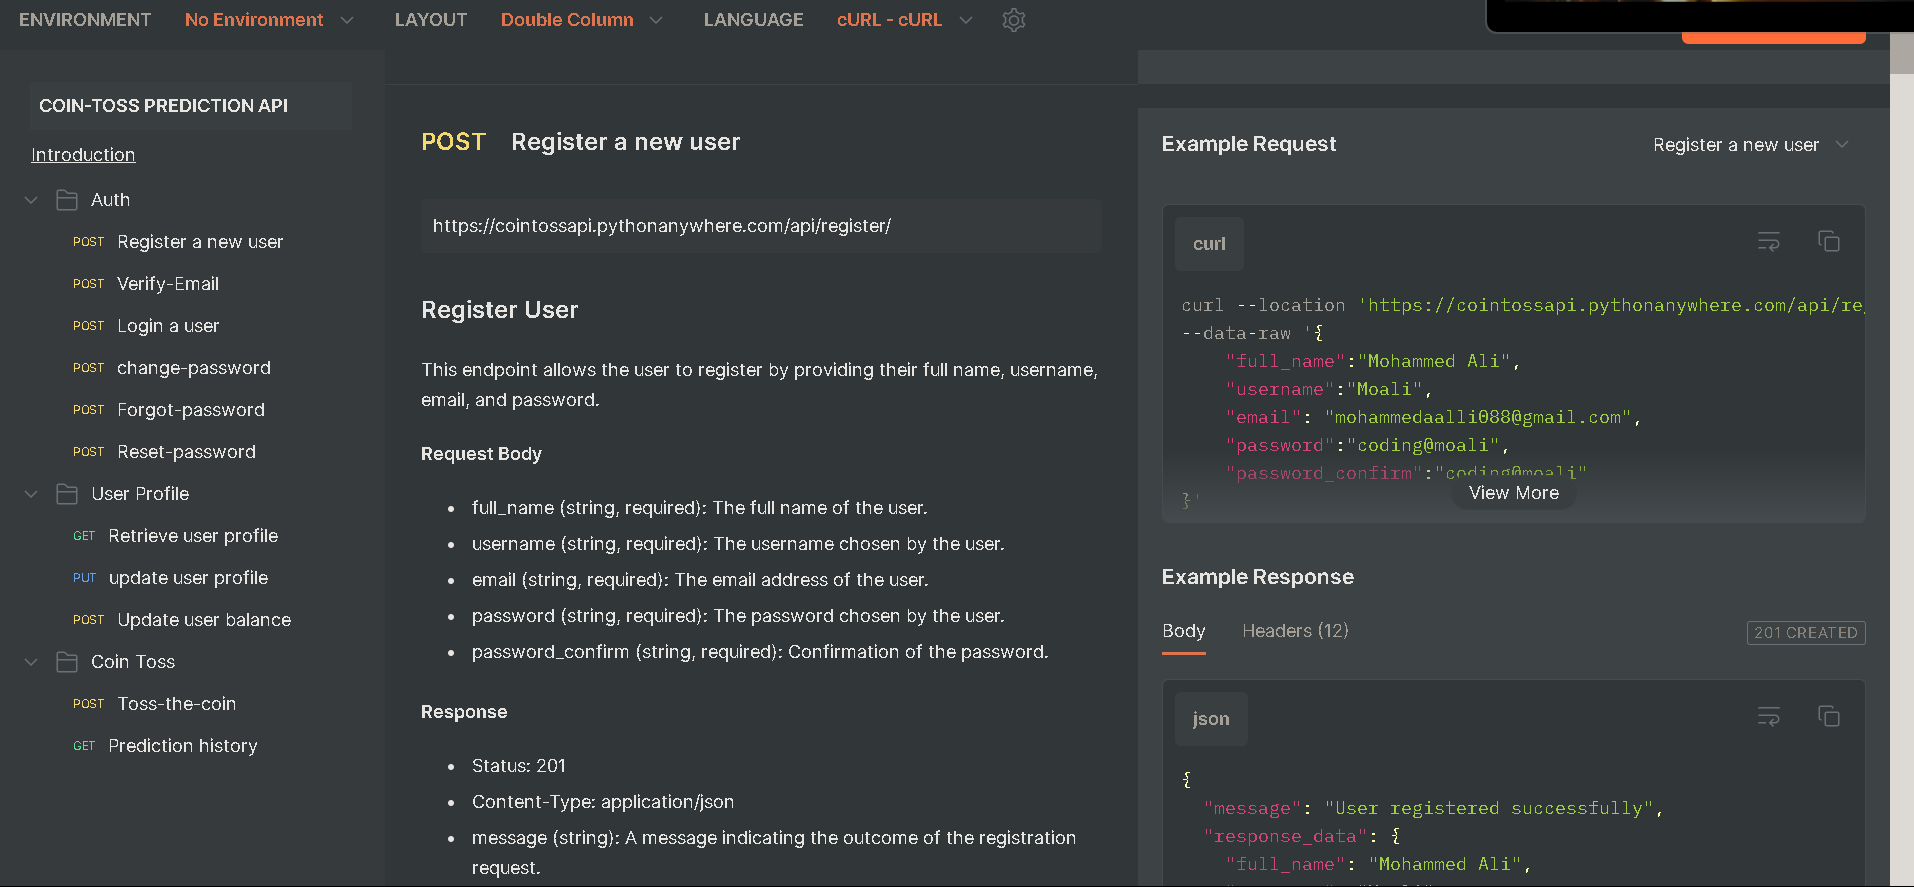 ENVIRONMENT No Environment LAYOUT Double Column LANGUAGE cURL - cURL
COIN-TOSS PREDICTION API
Introduction
Auth
POST Register a new user
POST Verify-Email
POST Login a user
POST change-password
POST Forgot-password
POST Reset-password
User Profile
GET Retrieve user profile
PUT update user profile
POST Update user balance
Coin Toss
POST Toss-the-coin
GET Prediction history
POST Register a new user
https://cointossapi.pythonanywhere.com/api/register/
Register User
This endpoint allows the user to register by providing their full name, username,
email, and password.
Request Body
• full_name (string, required): The full name of the user.
• username (string, required): The username chosen by the user.
• email (string, required): The email address of the user.
• password (string, required): The password chosen by the user.
• password_confirm (string, required): Confirmation of the password.
Response
• Status: 201
• Content-Type: application/json
• message (string): A message indicating the outcome of the registration
request.
Example Request Register a new user
curl
curl --location 'https://cointossapi.pythonanywhere.com/api/re
--data-raw '{
"full_name":"Mohammed Ali",
"username":"Moali",
"email": "mohammedaalli088@gmail.com",
"password":"coding@moali",
"password_confirm":"coding@moali"
}'
View More
Example Response
Body Headers (12) 201 CREATED
json
{
"message": "User registered successfully",
"response_data": {
"full_name": "Mohammed Ali",